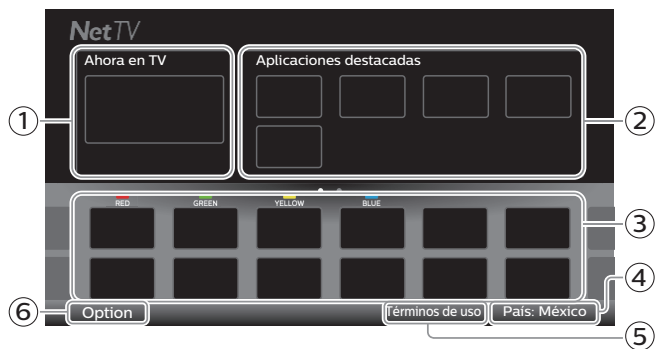 NetTV
Ahora en TV
Aplicaciones destacadas
①
②
RED GREEN YELLOW BLUE
③
④
⑥
Option
Términos de uso
País: México
⑤